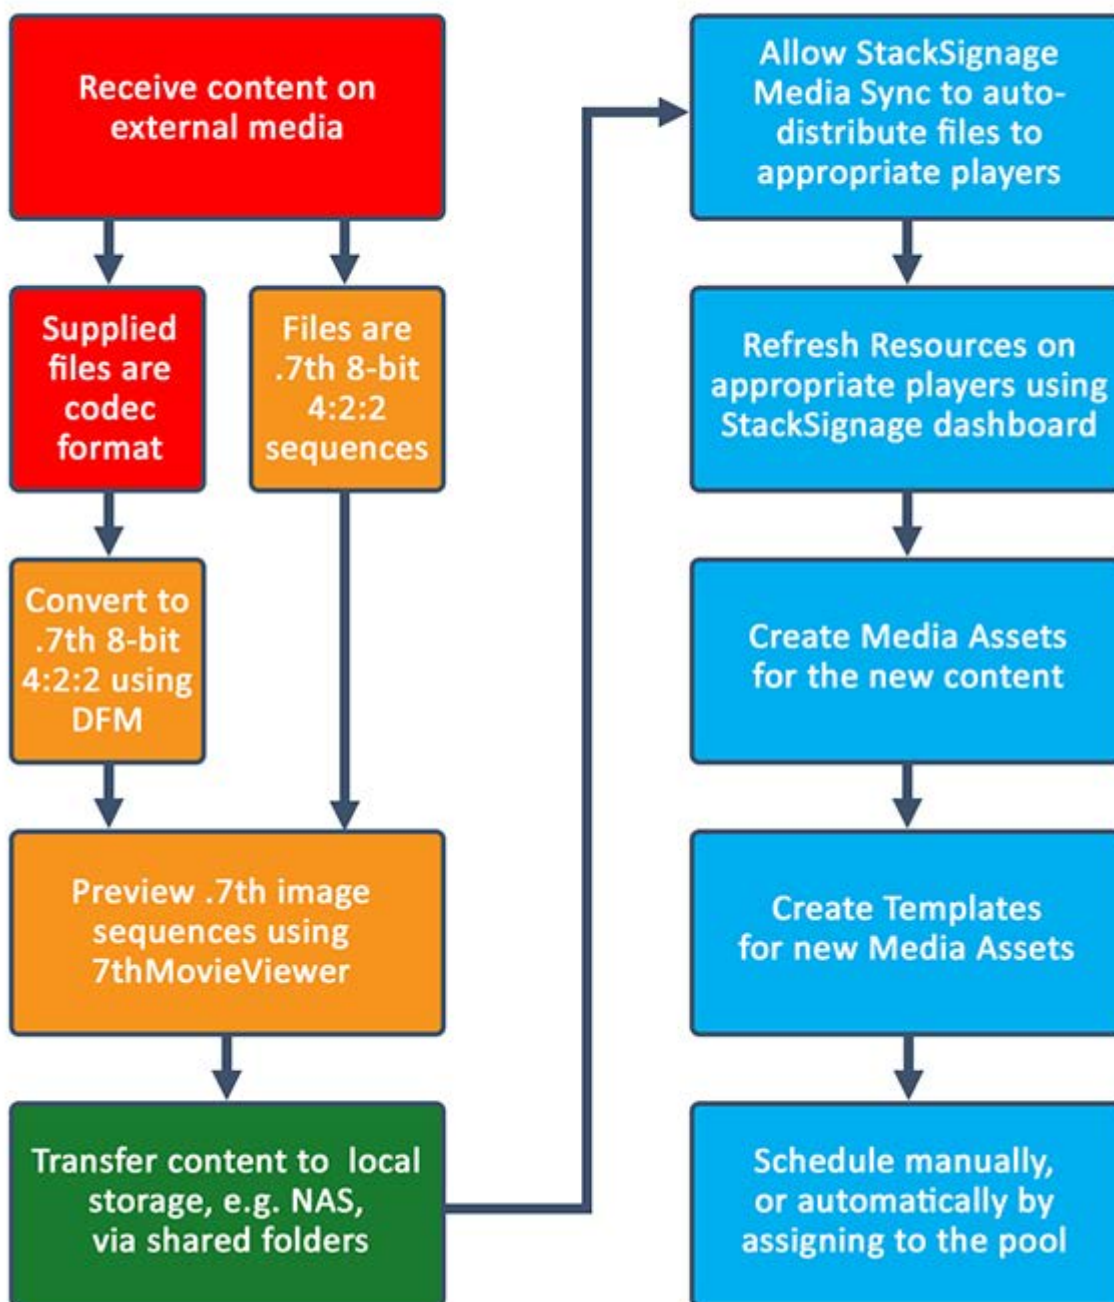 Receive content on
external media
Supplied
files are
codec
format
Files are
.7th 8-bit
4:2:2
sequences
Convert to
.7th 8-bit
4:2:2 using
DFM
Preview .7th image
sequences using
7thMovieViewer
Transfer content to local
storage, e.g. NAS,
via shared folders
Allow StackSignage
Media Sync to auto-
distribute files to
appropriate players
Refresh Resources on
appropriate players using
StackSignage dashboard
Create Media Assets
for the new content
Create Templates
for new Media Assets
Schedule manually,
or automatically by
assigning to the pool